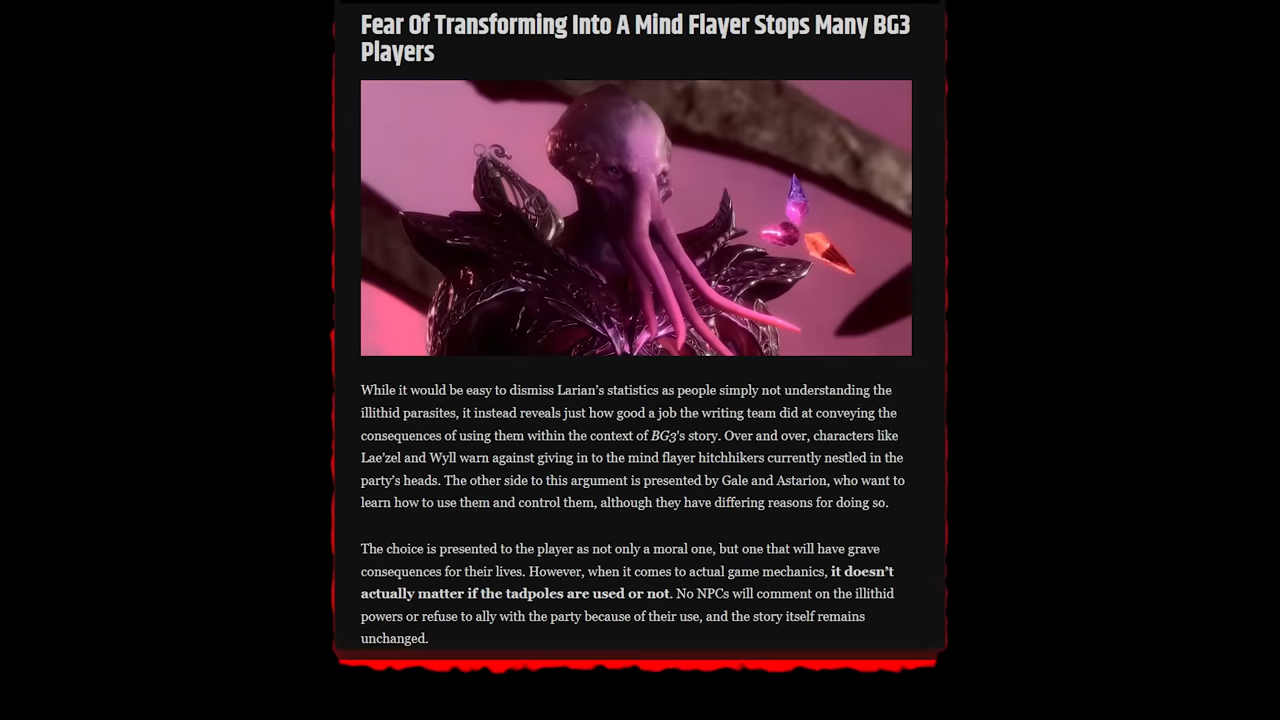 Fear Of Transforming Into A Mind Flayer Stops Many BG3
Players
While it would be easy to dismiss Larian’s statistics as people simply not understanding the
illithid parasites, it instead reveals just how good a job the writing team did at conveying the
consequences of using them within the context of BG3's story. Over and over, characters like
Lae’zel and Wyll warn against giving in to the mind flayer hitchhikers currently nestled in the
party’s heads. The other side to this argument is presented by Gale and Astarion, who want to
learn how to use them and control them, although they have differing reasons for doing so.
The choice is presented to the player as not only a moral one, but one that will have grave
consequences for their lives. However, when it comes to actual game mechanics, it doesn’t
actually matter if the tadpoles are used or not. No NPCs will comment on the illithid
powers or refuse to ally with the party because of their use, and the story itself remains
unchanged.